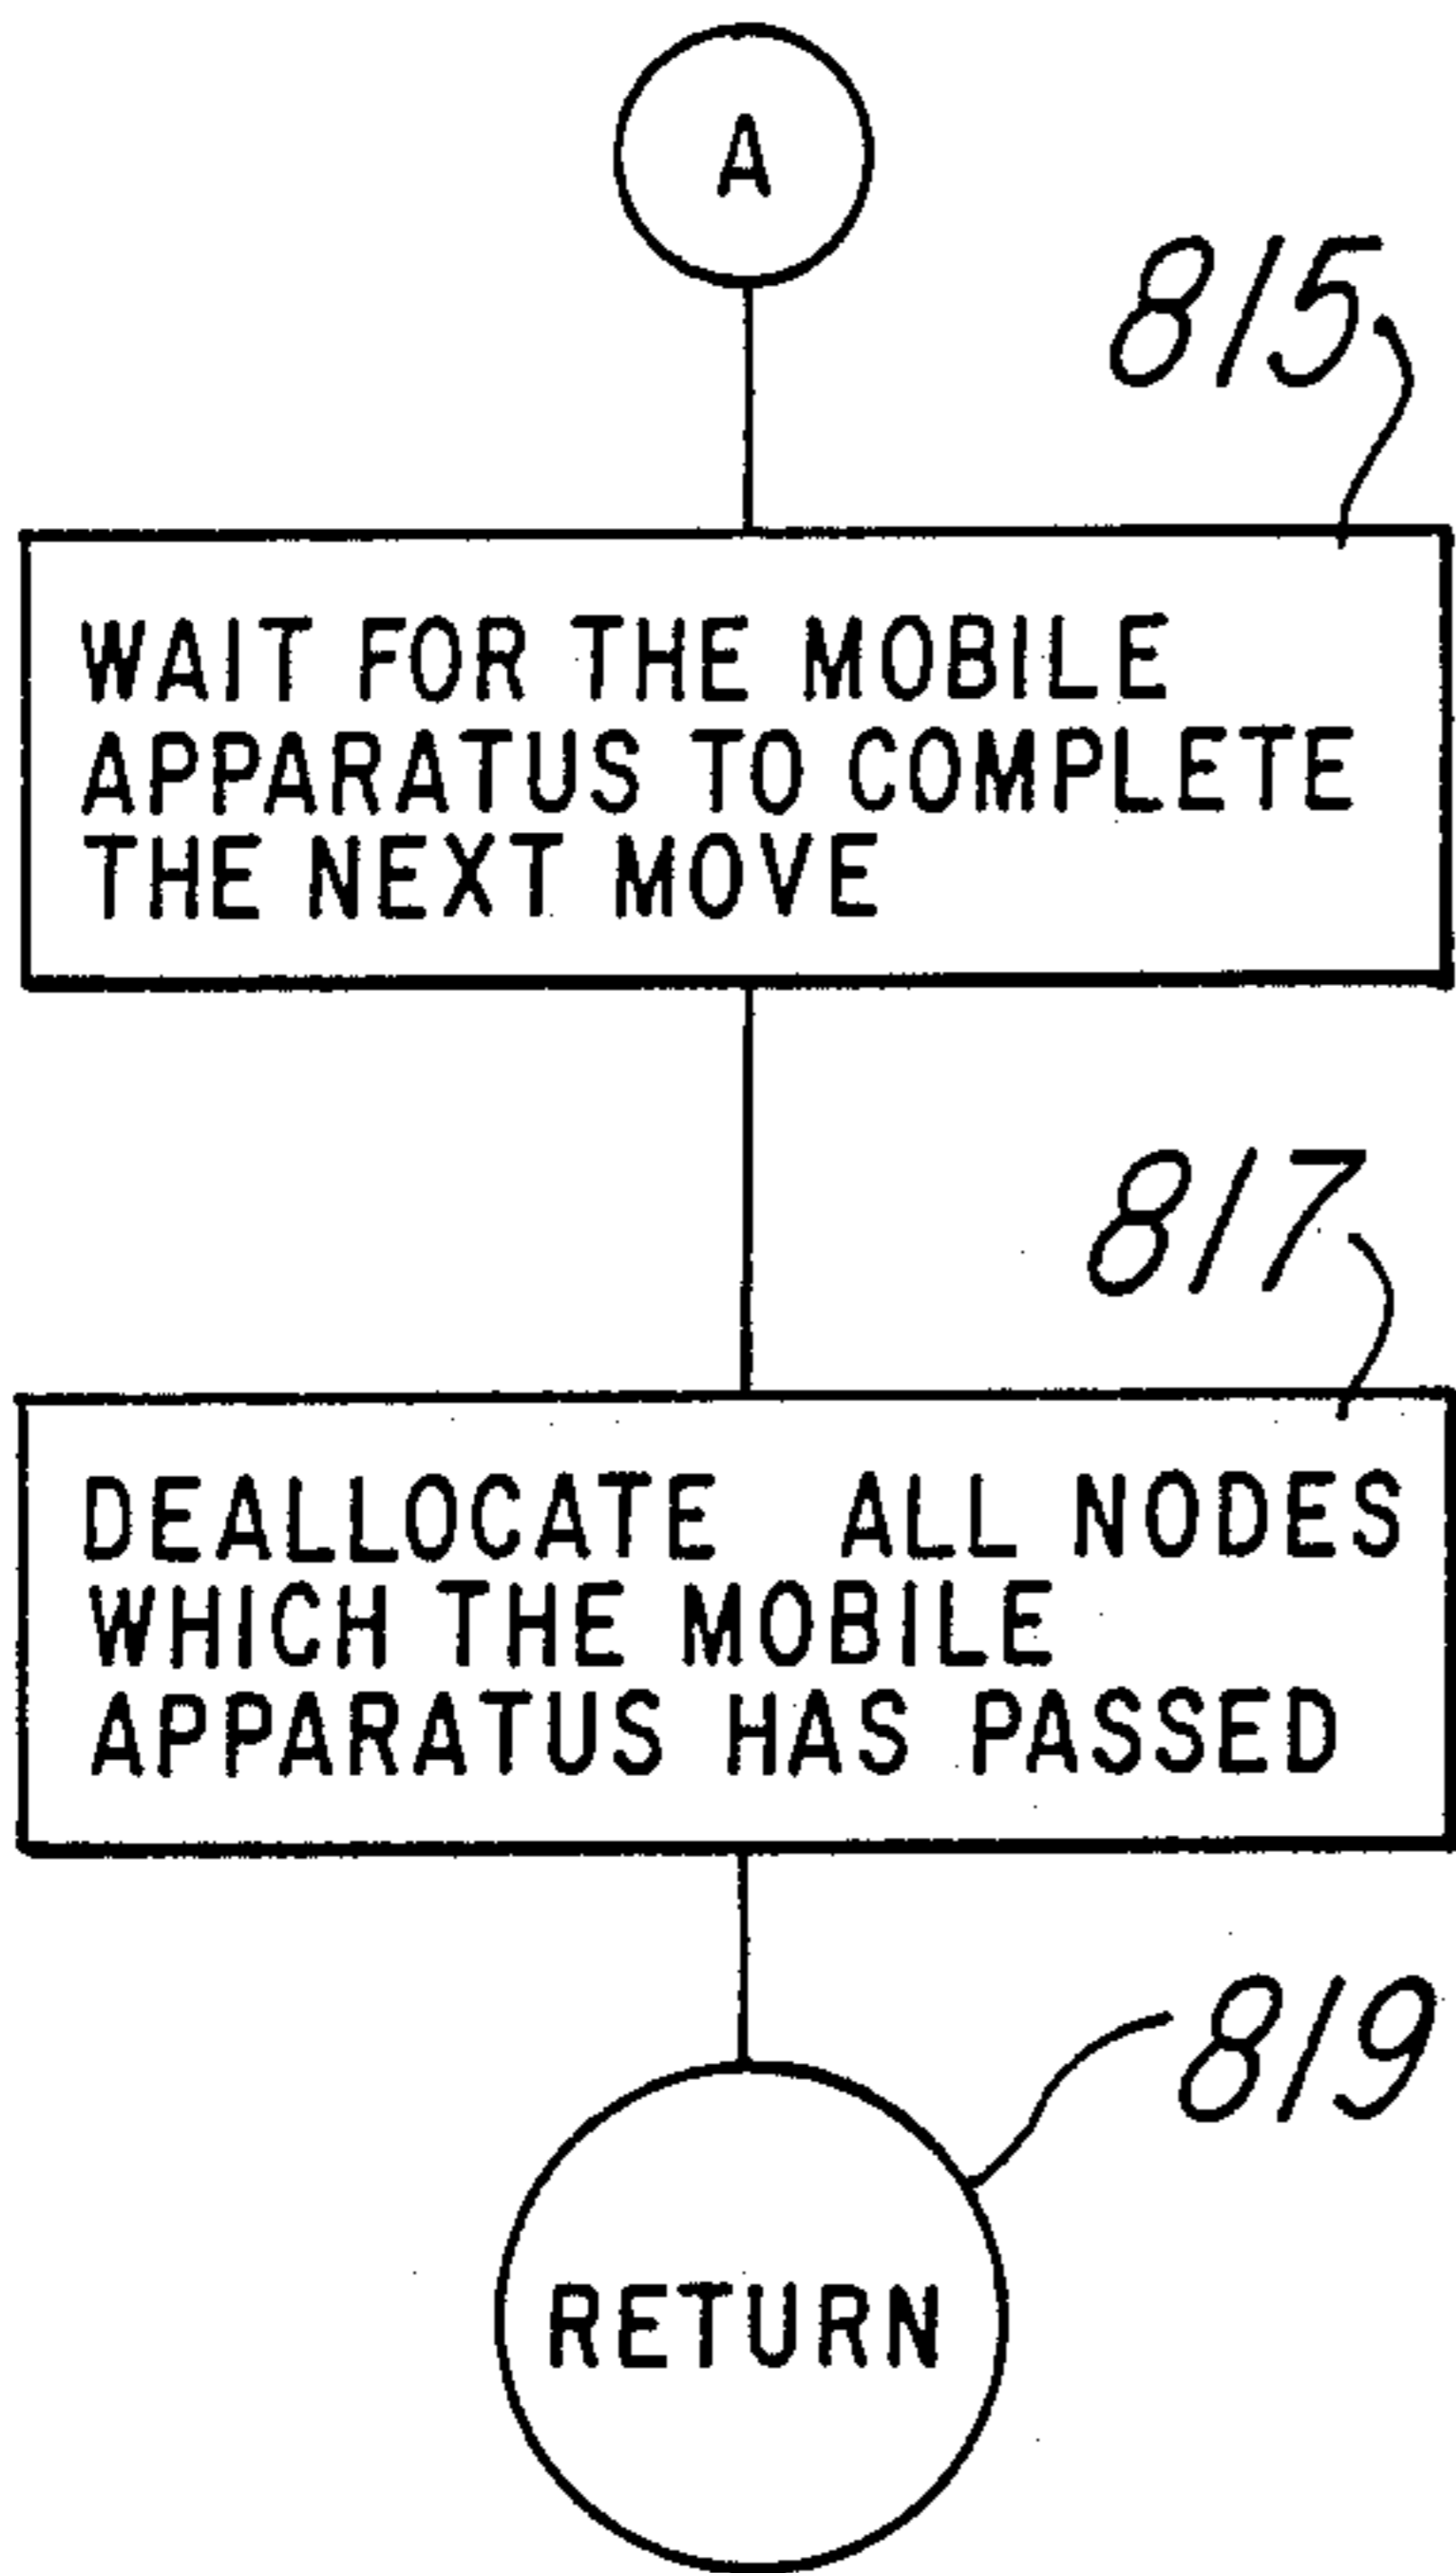 A
815
WAIT FOR THE MOBILE
APPARATUS TO COMPLETE
THE NEXT MOVE
817
DEALLOCATE ALL NODES
WHICH THE MOBILE
APPARATUS HAS PASSED
819
RETURN